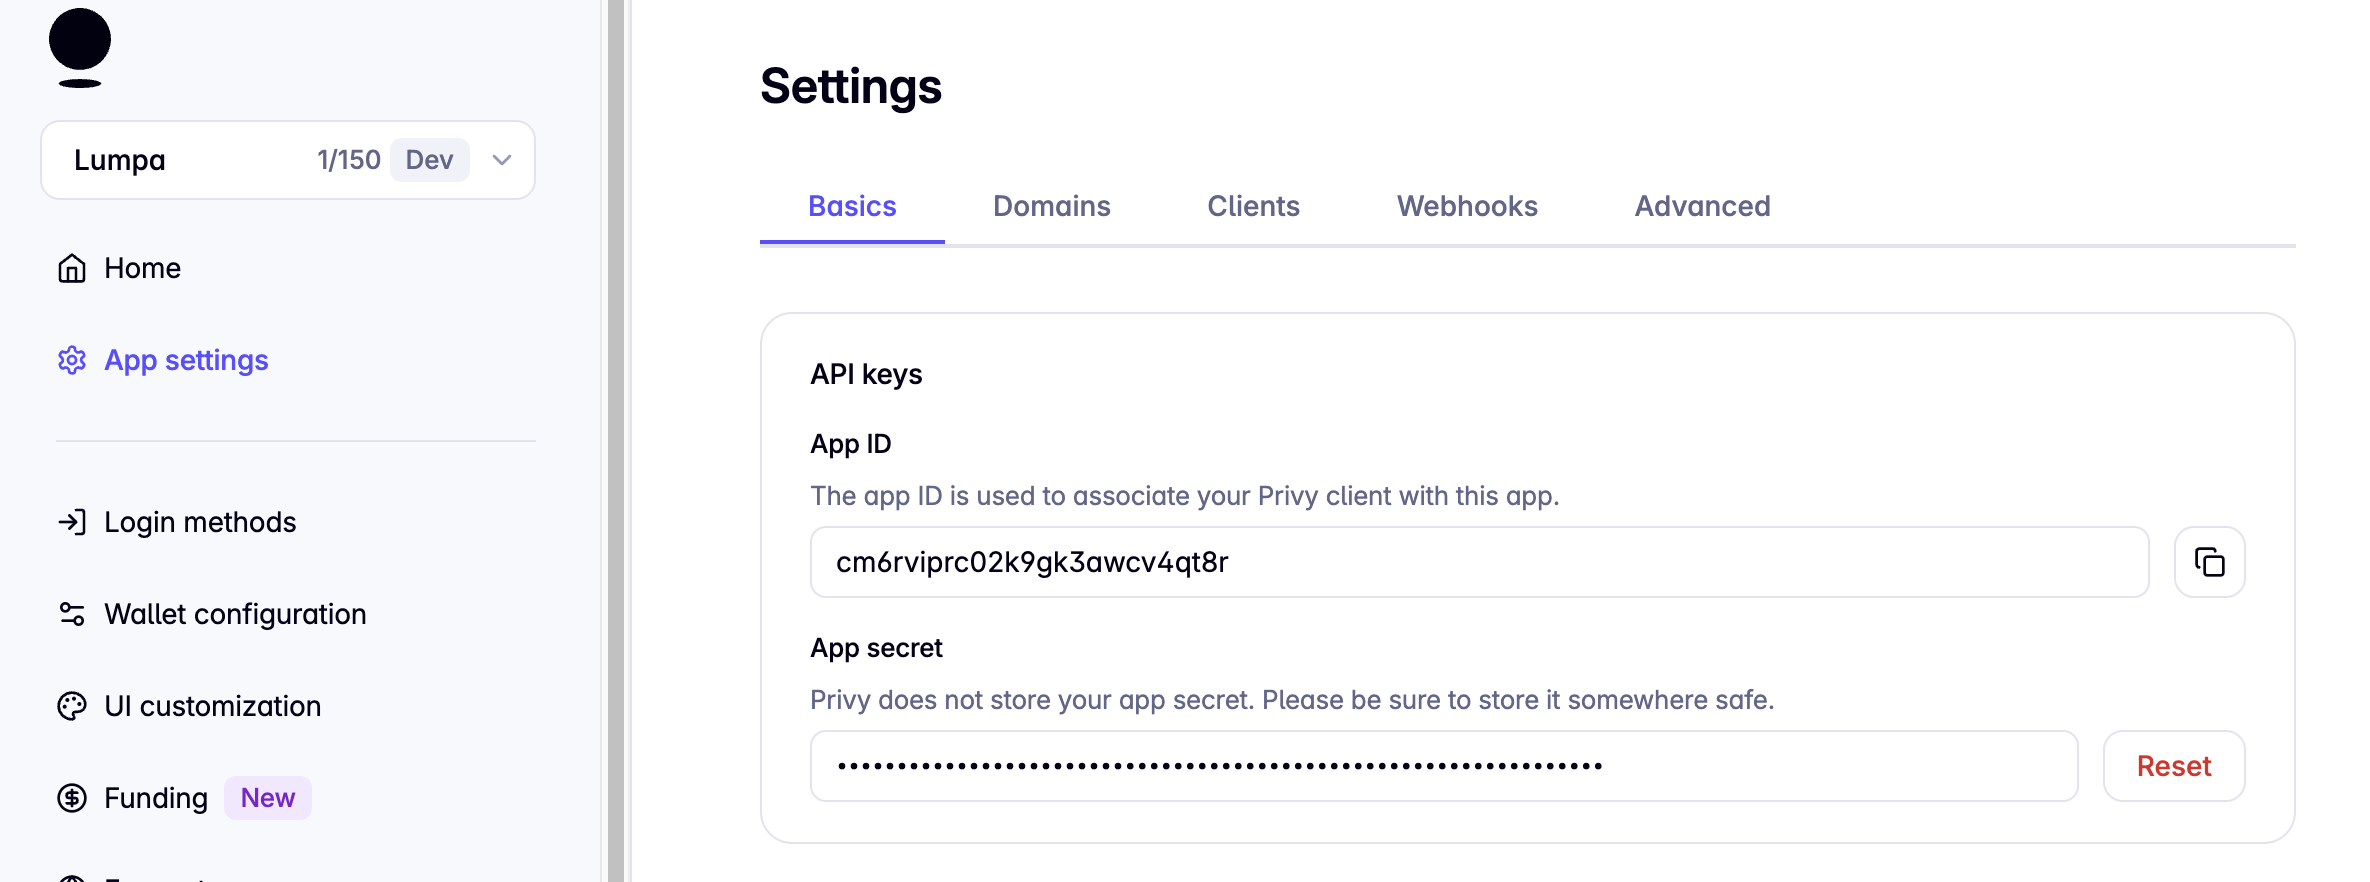 Lumpa 1/150 Dev
Home
App settings
Login methods
Wallet configuration
UI customization
Funding New
Settings
Basics Domains Clients Webhooks Advanced
API keys
App ID
The app ID is used to associate your Privy client with this app.
cm6rviprc02k9gk3awcv4qt8r
App secret
Privy does not store your app secret. Please be sure to store it somewhere safe.
••••••••••••••••••••••••••••••••••••••••••••••••••••••••••••••••
Reset